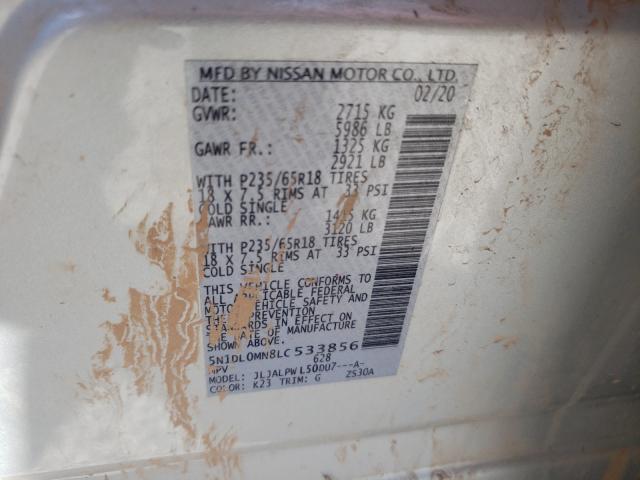 MFD BY NISSAN MOTOR CO., LTD.
DATE: 02/20
GVWR: 2715 KG
5986 LB
GAWR FR.: 1325 KG
2921 LB
WITH P235/65R18 TIRES
18 X 7.5 RIMS AT 33 PSI
COLD SINGLE
GAWR RR.: 1415 KG
3120 LB
WITH P235/65R18 TIRES
18 X 7.5 RIMS AT 33 PSI
COLD SINGLE
THIS VEHICLE CONFORMS TO
ALL APPLICABLE FEDERAL
MOTOR VEHICLE SAFETY AND
THEFT PREVENTION
STANDARDS IN EFFECT ON
THE DATE OF MANUFACTURE
SHOWN ABOVE.
5N1DL0MN8LC533856
MPV 628
MODEL: JLJALPWL50UU7---A-
COLOR: K23 TRIM: G ZS30A